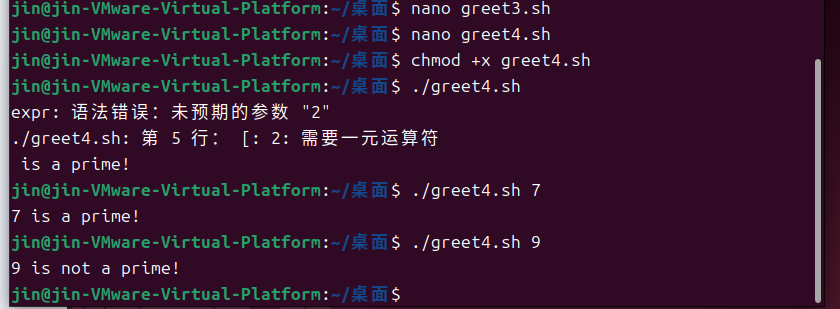 jin@jin-VMware-Virtual-Platform:~/桌面$ nano greet3.sh
jin@jin-VMware-Virtual-Platform:~/桌面$ nano greet4.sh
jin@jin-VMware-Virtual-Platform:~/桌面$ chmod +x greet4.sh
jin@jin-VMware-Virtual-Platform:~/桌面$ ./greet4.sh
expr: 语法错误：未预期的参数 "2"
./greet4.sh: 第 5 行： [: 2: 需要一元运算符
 is a prime!
jin@jin-VMware-Virtual-Platform:~/桌面$ ./greet4.sh 7
7 is a prime!
jin@jin-VMware-Virtual-Platform:~/桌面$ ./greet4.sh 9
9 is not a prime!
jin@jin-VMware-Virtual-Platform:~/桌面$